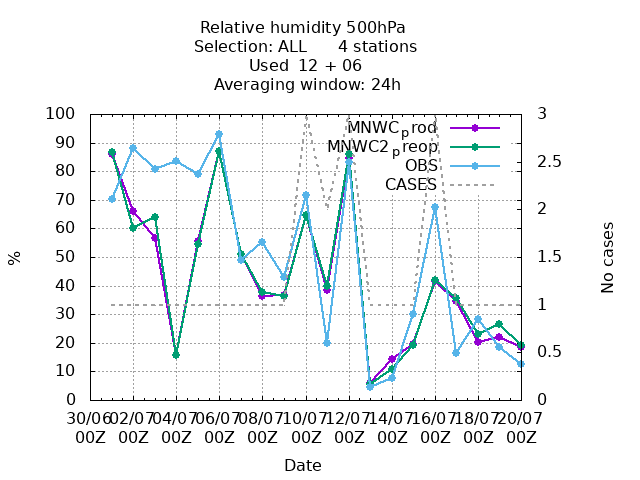 Relative humidity 500hPa
Selection: ALL      4 stations
Used  12 + 06
Averaging window: 24h
MNWCprod
MNWC2preop
OBS
CASES
%
100
90
80
70
60
50
40
30
20
10
0
3
2.5
2
1.5
1
0.5
0
No cases
30/06 02/07 04/07 06/07 08/07 10/07 12/07 14/07 16/07 18/07 20/07
00Z 00Z 00Z 00Z 00Z 00Z 00Z 00Z 00Z 00Z 00Z
Date